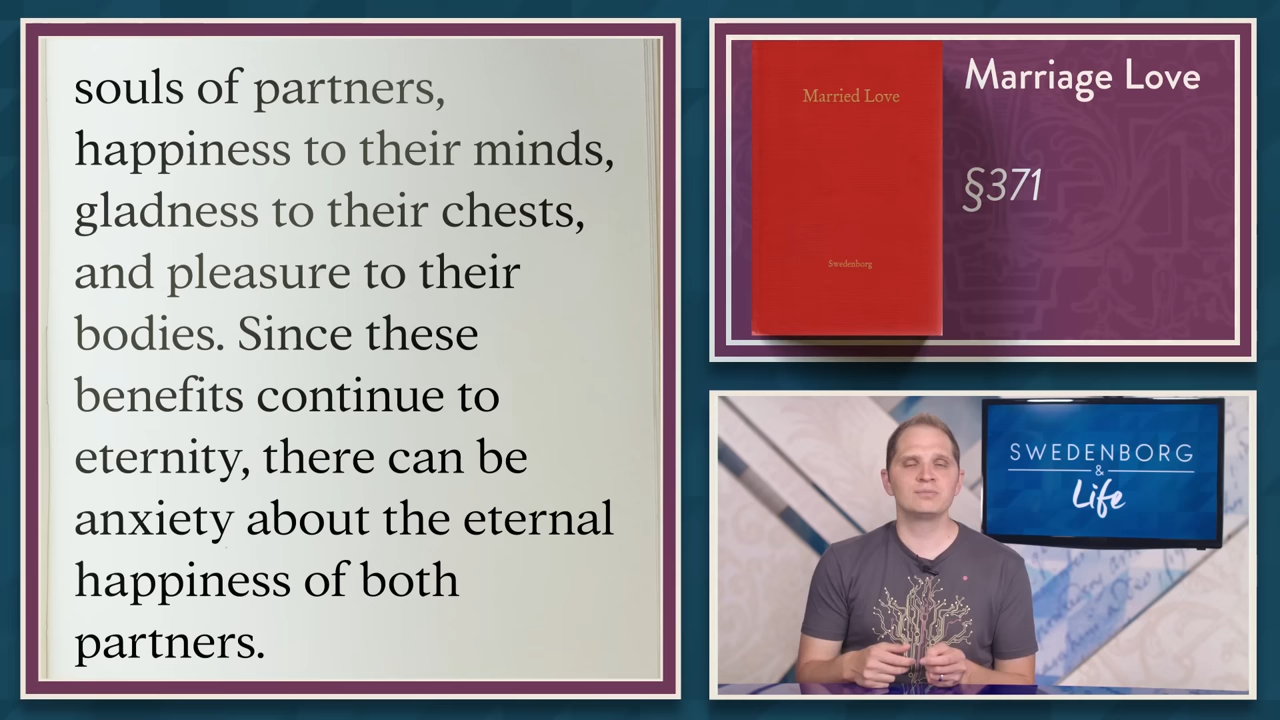 souls of partners,
happiness to their minds,
gladness to their chests,
and pleasure to their
bodies. Since these
benefits continue to
eternity, there can be
anxiety about the eternal
happiness of both
partners.
Married Love
Swedenborg
Marriage Love
§371
SWEDENBORG
&
Life